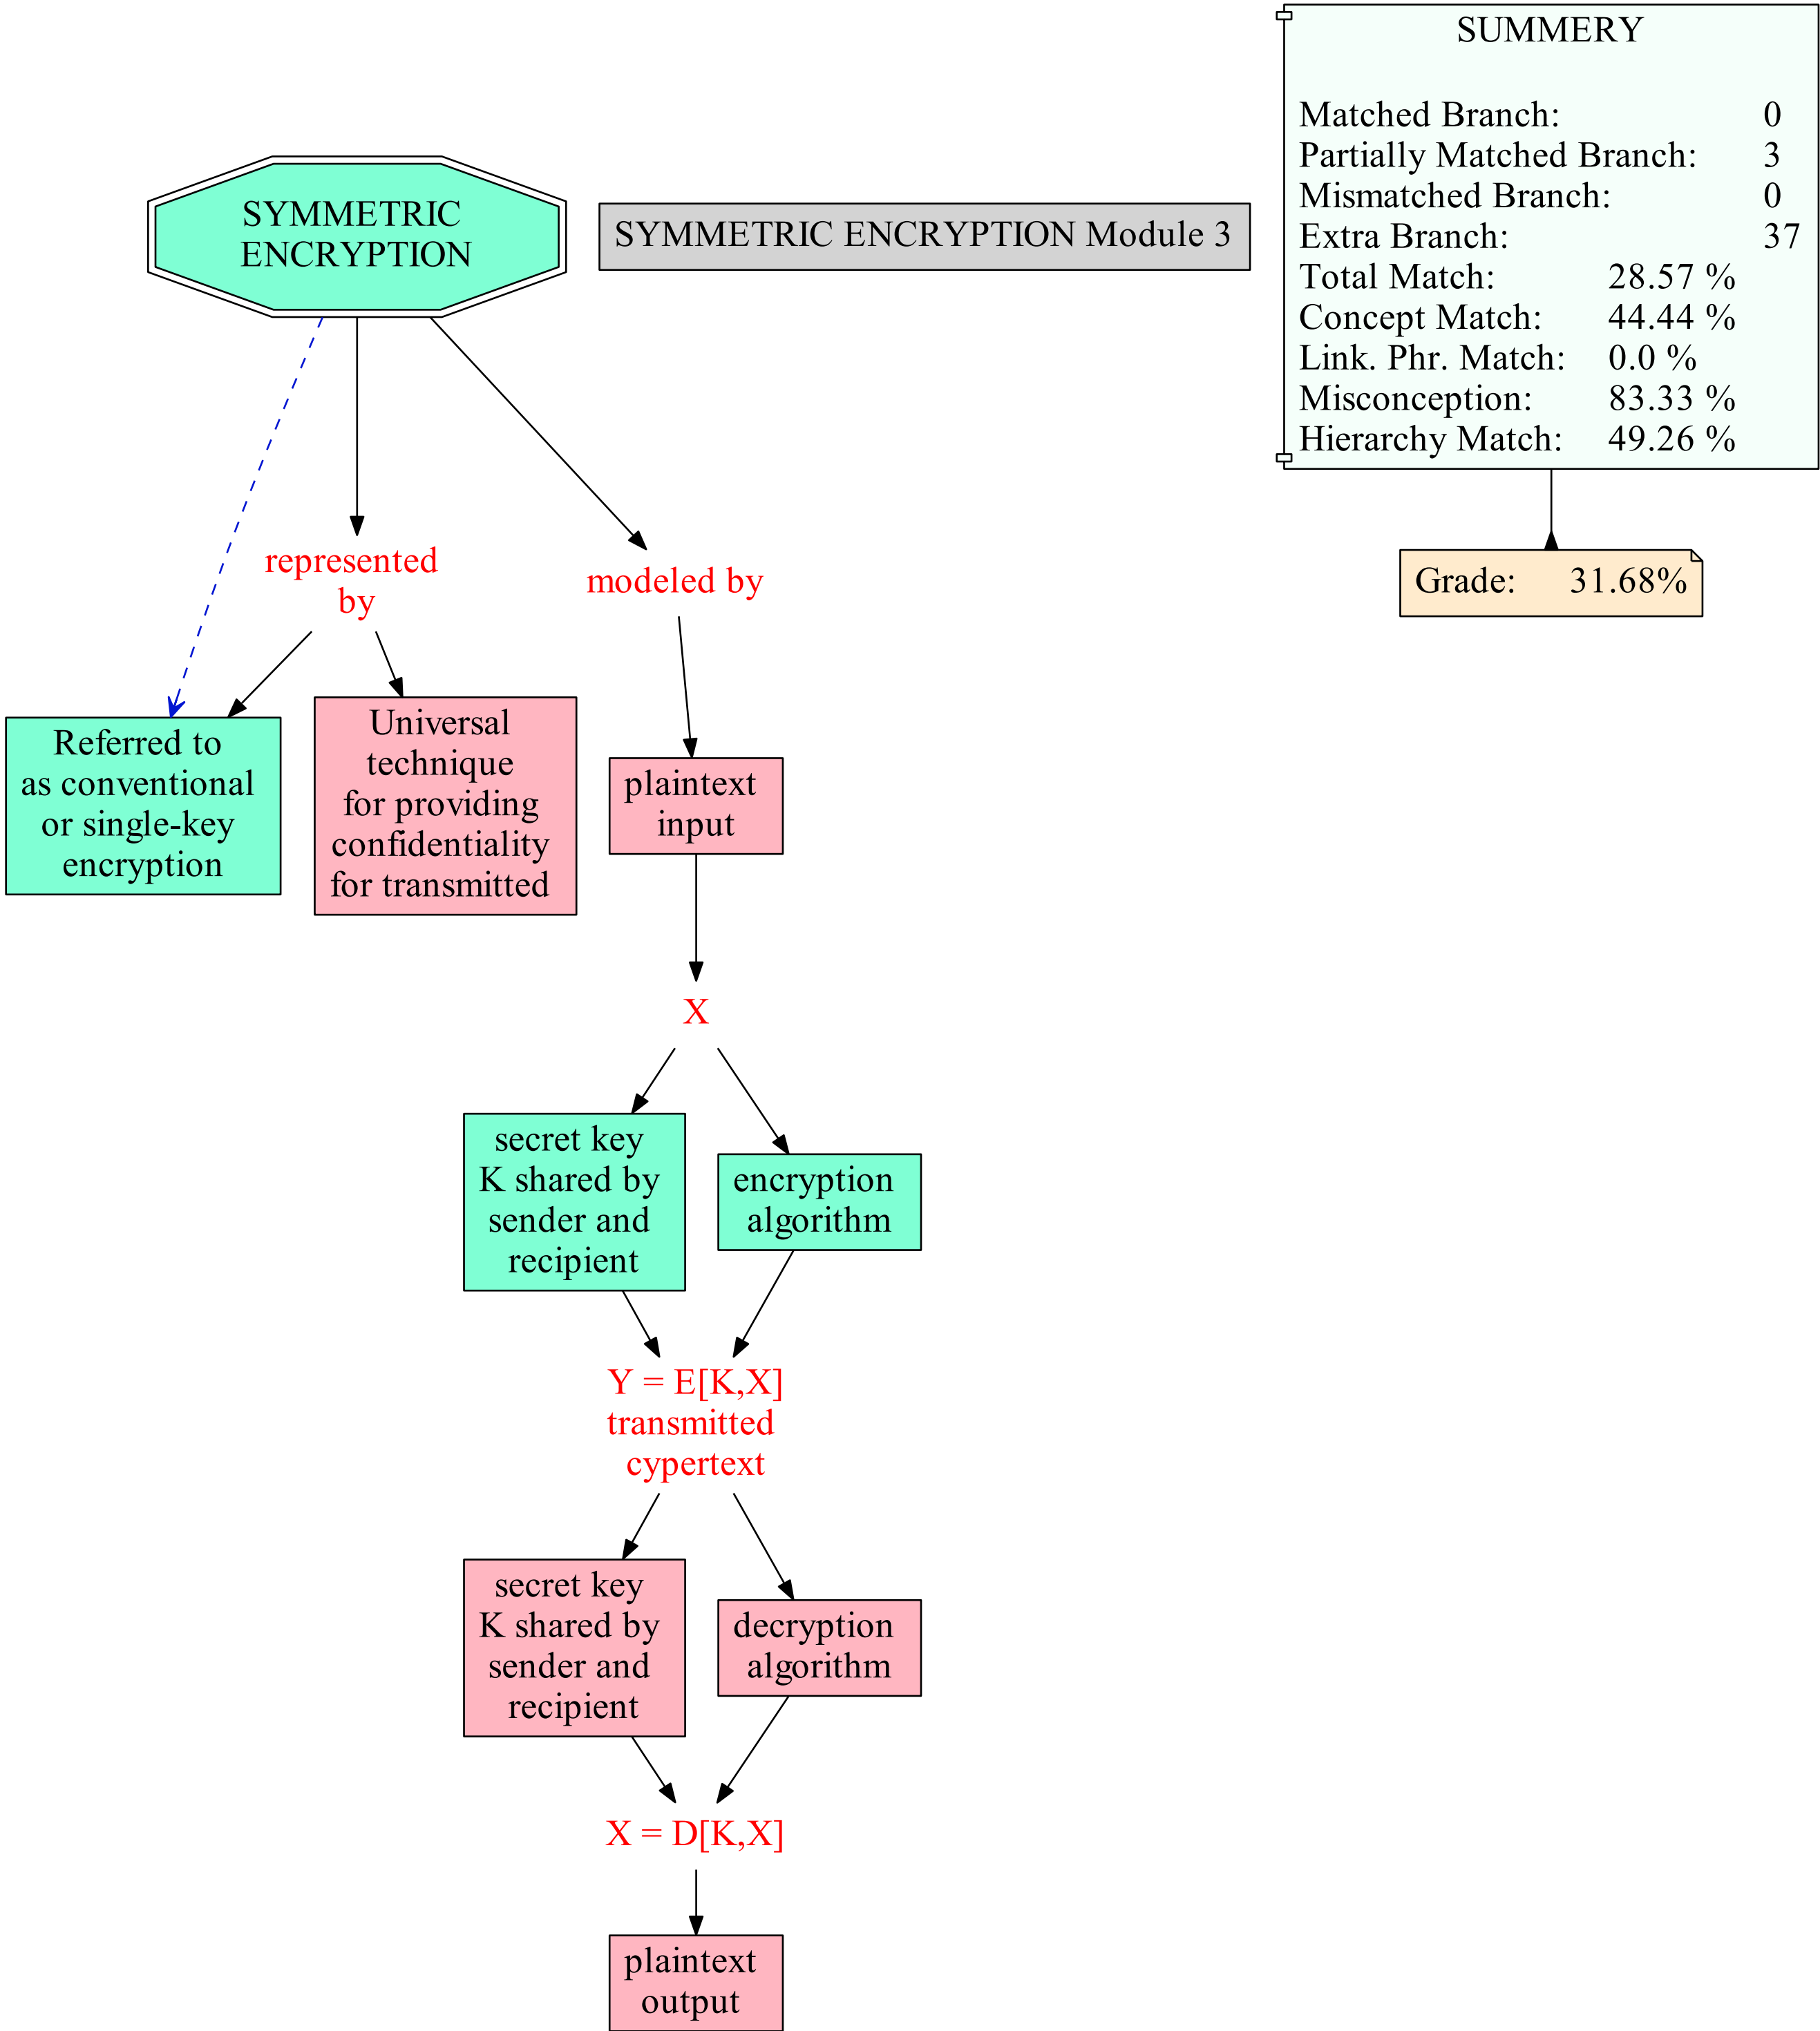 SUMMERY
Matched Branch: 0
Partially Matched Branch: 3
Mismatched Branch: 0
Extra Branch: 37
Total Match: 28.57 %
Concept Match: 44.44 %
Link. Phr. Match: 0.0 %
Misconception: 83.33 %
Hierarchy Match: 49.26 %
Grade: 31.68%
SYMMETRIC
ENCRYPTION
SYMMETRIC ENCRYPTION Module 3
represented
by
modeled by
Referred to
as conventional
or single-key
encryption
Universal
technique
for providing
confidentiality
for transmitted
plaintext
input
X
secret key
K shared by
sender and
recipient
encryption
algorithm
Y = E[K,X]
transmitted
cypertext
secret key
K shared by
sender and
recipient
decryption
algorithm
X = D[K,X]
plaintext
output